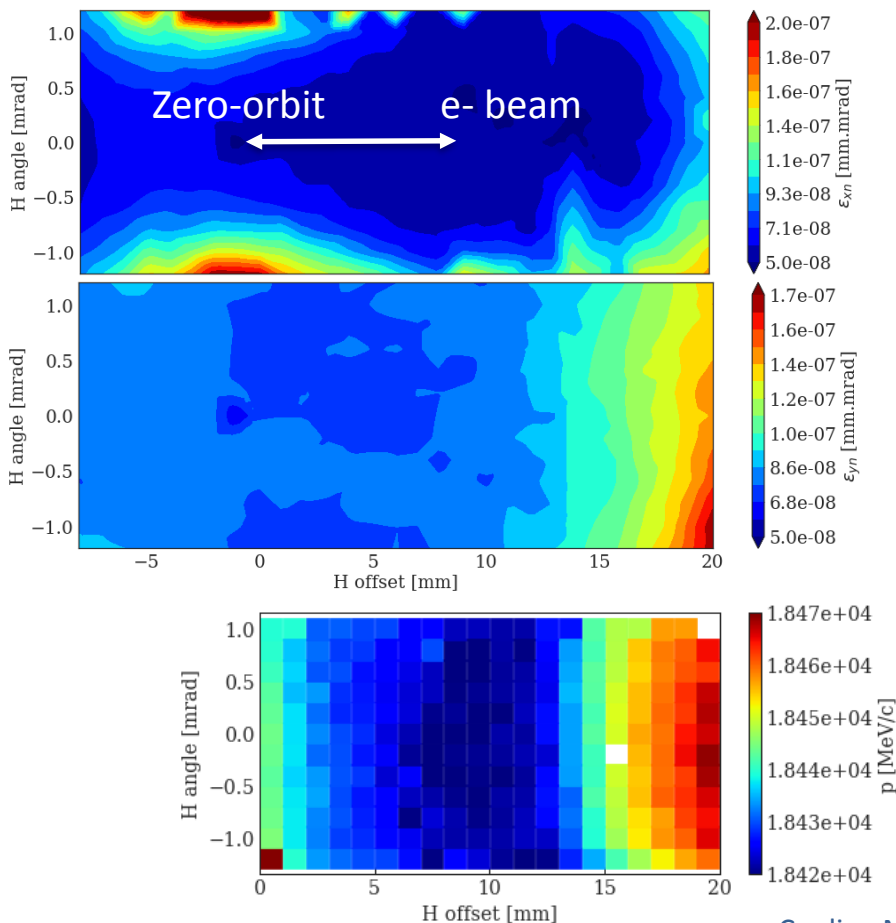 1.0
0.5
0.0
−0.5
−1.0
H angle [mrad]
Zero-orbit e- beam
2.0e-07
1.8e-07
1.6e-07
1.4e-07
1.1e-07
9.3e-08
7.1e-08
5.0e-08
εxn [mm.mrad]
1.0
0.5
0.0
−0.5
−1.0
H angle [mrad]
−5 0 5 10 15 20
H offset [mm]
1.7e-07
1.6e-07
1.4e-07
1.2e-07
1.0e-07
8.6e-08
6.8e-08
5.0e-08
εyn [mm.mrad]
1.0
0.5
0.0
−0.5
−1.0
H angle [mrad]
0 5 10 15 20
H offset [mm]
1.847e+04
1.846e+04
1.845e+04
1.844e+04
1.843e+04
1.842e+04
p [MeV/c]